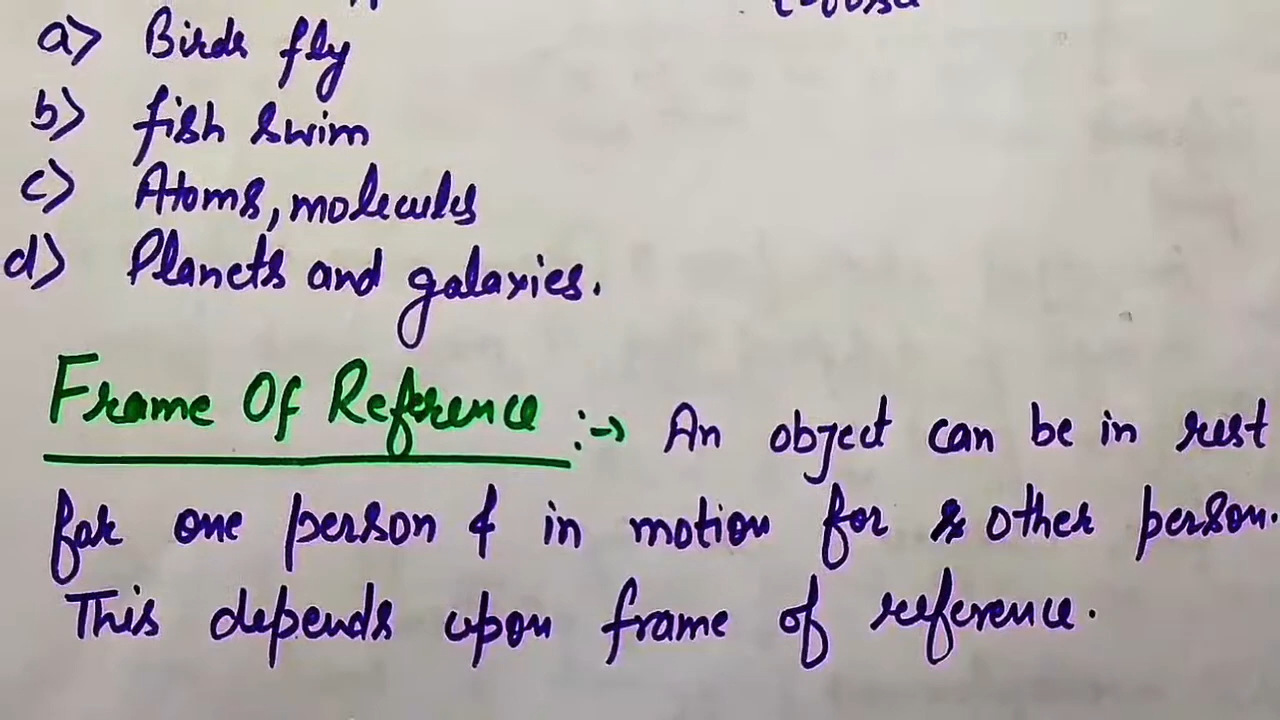 a> Birds fly
b> fish swim
c> Atoms, molecules
d> Planets and galaxies.
Frame Of Reference :-> An object can be in rest
for one person & in motion for other person.
This depends upon frame of reference.